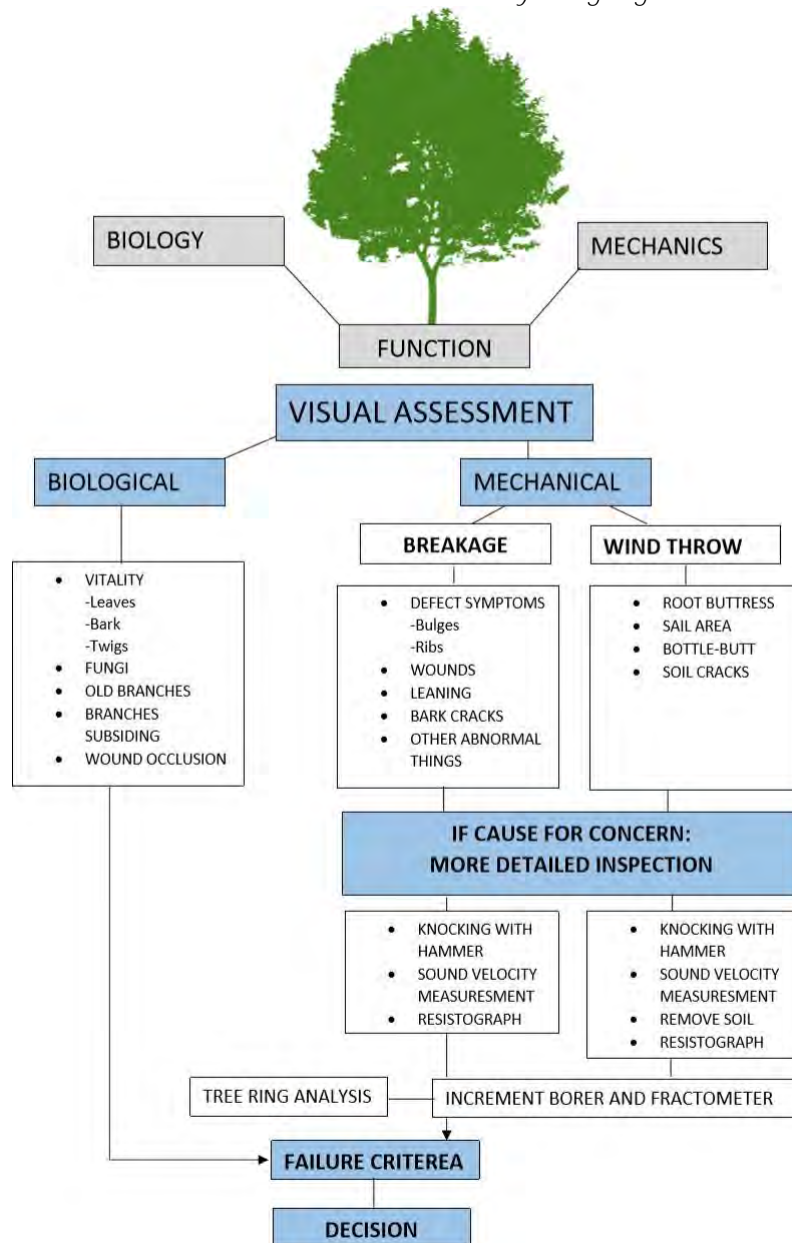 BIOLOGY
MECHANICS
FUNCTION
VISUAL ASSESSMENT
BIOLOGICAL
MECHANICAL
BREAKAGE
WIND THROW
• VITALITY
-Leaves
-Bark
-Twigs
• FUNGI
• OLD BRANCHES
• BRANCHES
SUBSIDING
• WOUND OCCLUSION
• DEFECT SYMPTOMS
-Bulges
-Ribs
• WOUNDS
• LEANING
• BARK CRACKS
• OTHER ABNORMAL
THINGS
• ROOT BUTTRESS
• SAIL AREA
• BOTTLE-BUTT
• SOIL CRACKS
IF CAUSE FOR CONCERN:
MORE DETAILED INSPECTION
• KNOCKING WITH
HAMMER
• SOUND VELOCITY
MEASURESMENT
• RESISTOGRAPH
• KNOCKING WITH
HAMMER
• SOUND VELOCITY
MEASURESMENT
• REMOVE SOIL
• RESISTOGRAPH
TREE RING ANALYSIS
INCREMENT BORER AND FRACTOMETER
FAILURE CRITEREA
DECISION